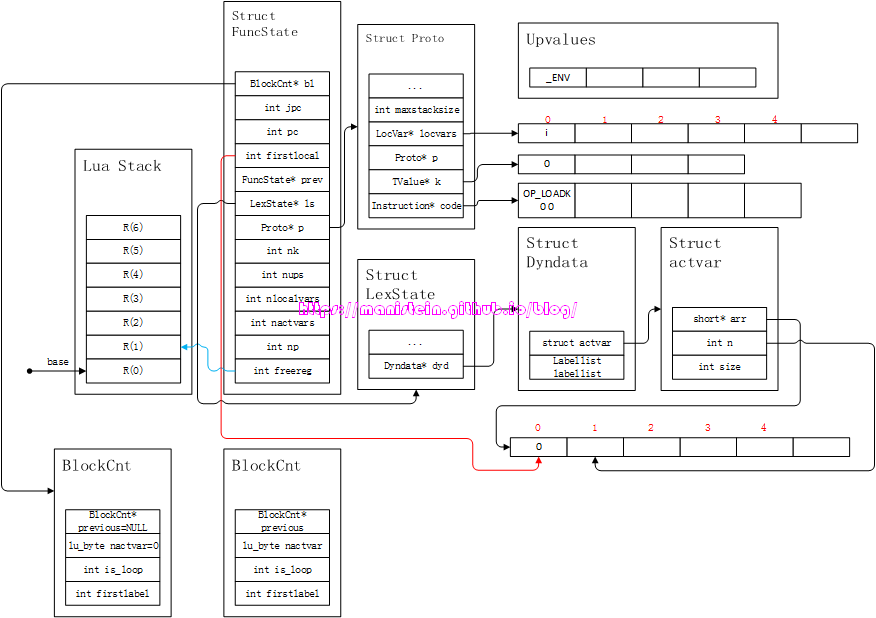 Struct
FuncState
BlockCnt* bl
int jpc
int pc
int firstlocal
FuncState* prev
LexState* ls
Proto* p
int nk
int nups
int nlocalvars
int nactvars
int np
int freereg
Struct Proto
...
int maxstacksize
LocVar* locvars
Proto* p
TValue* k
Instruction* code
Upvalues
_ENV
0 1 2 3 4
i
0
OP_LOADK
0 0
Lua Stack
R(6)
R(5)
R(4)
R(3)
R(2)
R(1)
R(0)
base
Struct
LexState
...
Dyndata* dyd
Struct
Dyndata
struct actvar
Labellist
labellist
Struct
actvar
short* arr
int n
int size
https://manistein.github.io/blog/
0 1 2 3 4
0
BlockCnt
BlockCnt*
previous=NULL
lu_byte nactvar=0
int is_loop
int firstlabel
BlockCnt
BlockCnt*
previous
lu_byte nactvar
int is_loop
int firstlabel